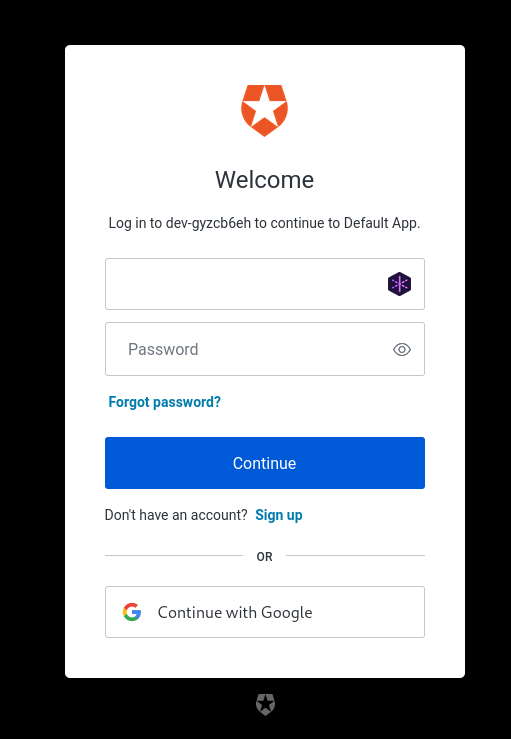 Welcome
Log in to dev-gyzcb6eh to continue to Default App.
Password
Forgot password?
Continue
Don't have an account? Sign up
OR
Continue with Google